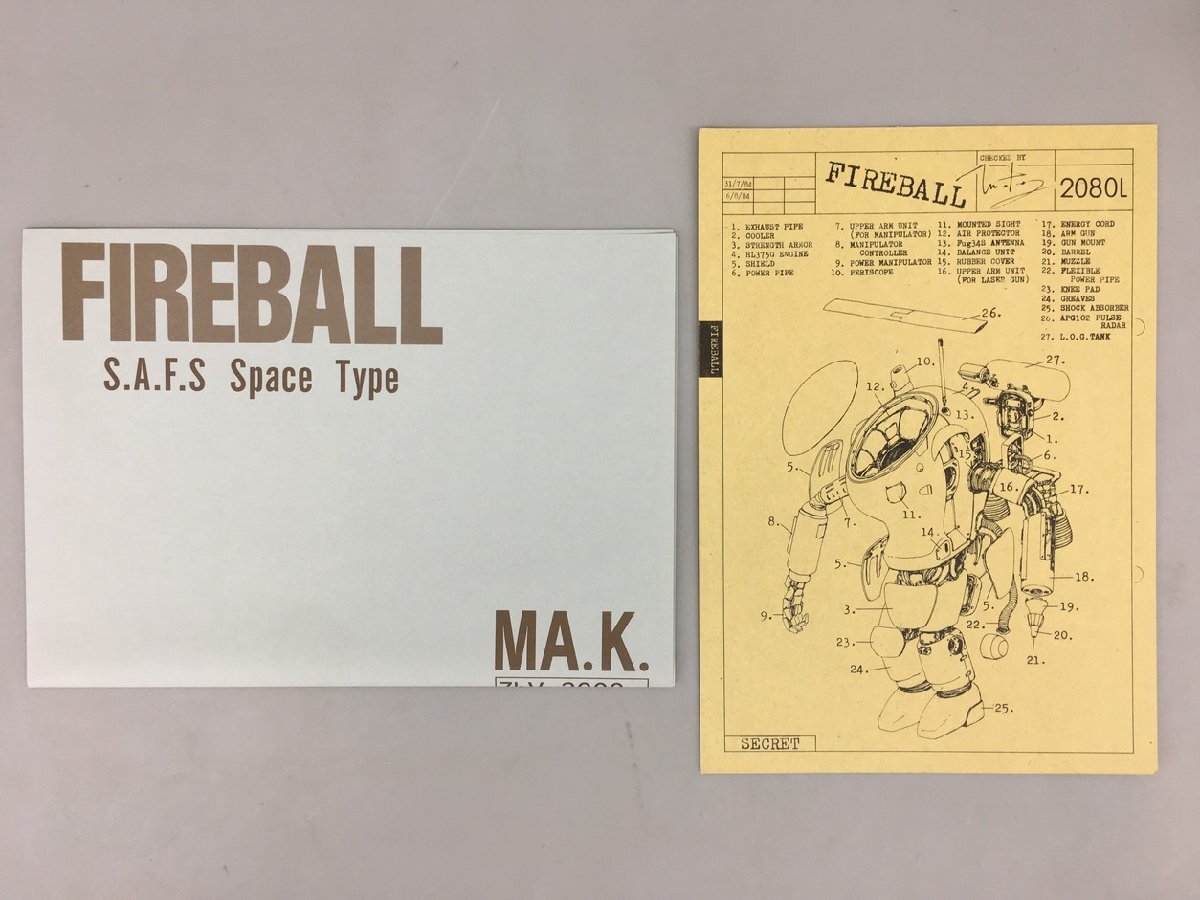 FIREBALL
S.A.F.S Space Type
MA.K.
FIREBALL
CHECKED BY
2080L
31/7/84
6/8/84
1. EXHAUST PIPE
2. COOLER
3. STRENGTH ARMOR
4. HL375G ENGINE
5. SHIELD
6. POWER PIPE
7. UPPER ARM UNIT
(FOR MANIPULATOR)
8. MANIPULATOR
CONTROLLER
9. POWER MANIPULATOR
10. PERISCOPE
11. MOUNTED SIGHT
12. AIR PROTECTOR
13. Fug34S ANTENNA
14. BALANCE UNIT
15. RUBBER COVER
16. UPPER ARM UNIT
(FOR LASER GUN)
17. ENERGY CORD
18. ARM GUN
19. GUN MOUNT
20. BARREL
21. MUZZLE
22. FLEXIBLE
POWER PIPE
23. KNEE PAD
24. GREAVES
25. SHOCK ABSORBER
26. APG102 PULSE
RADAR
27. L.O.G. TANK
FIREBALL
26.
10.
27.
12.
4.
13.
2.
1.
15.
6.
5.
16.
17.
11.
8.
7.
14.
5.
18.
3.
5.
19.
9.
22.
20.
23.
21.
24.
25.
SECRET